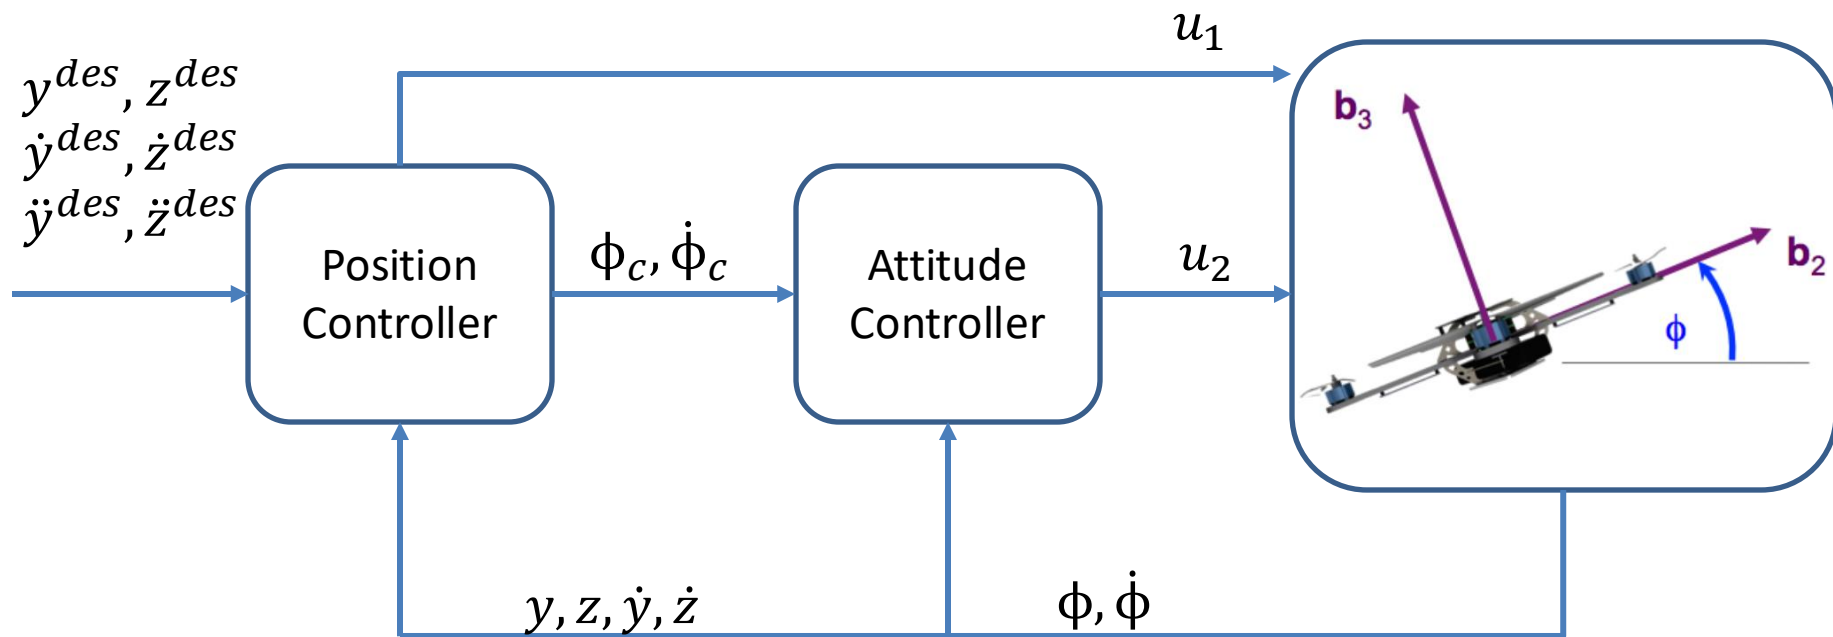 u₁
y^des, z^des
ẏ^des, ż^des
ÿ^des, z̈^des
b₃
Position
Controller
ϕ_c, ϕ̇_c
Attitude
Controller
u₂
b₂
ϕ
y, z, ẏ, ż
ϕ, ϕ̇